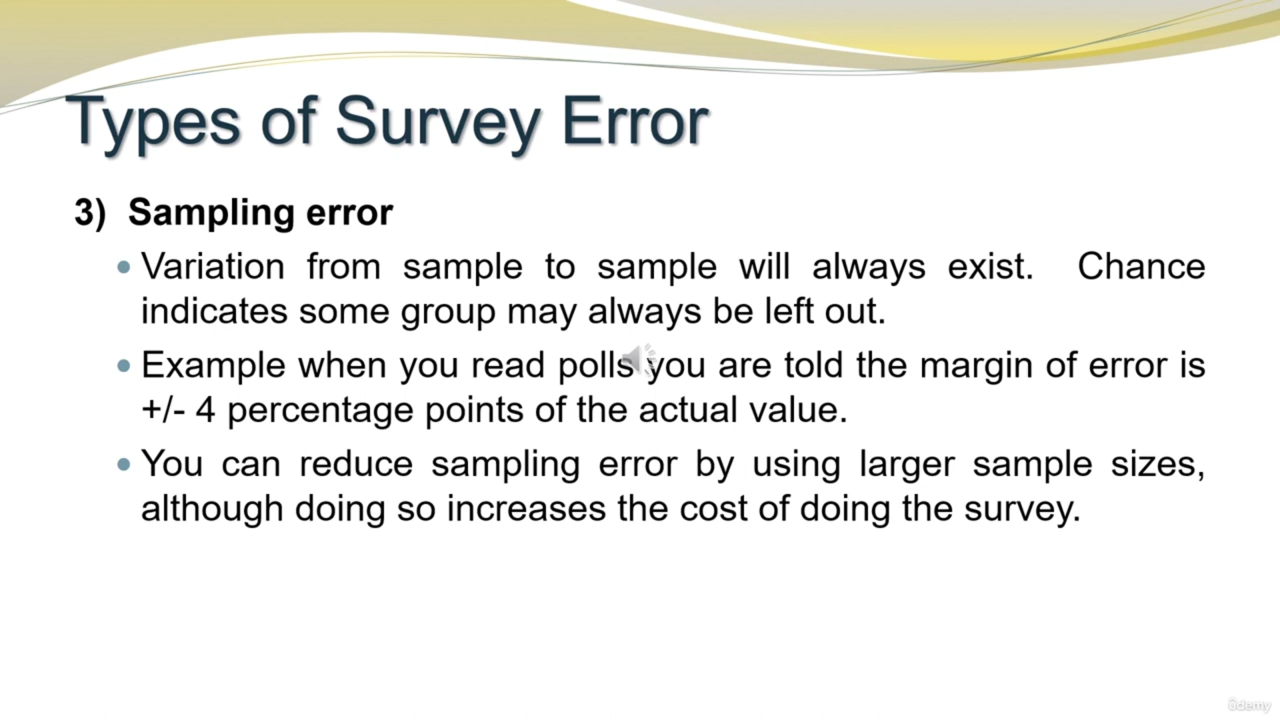 Types of Survey Error
3) Sampling error
• Variation from sample to sample will always exist. Chance
indicates some group may always be left out.
• Example when you read polls you are told the margin of error is
+/- 4 percentage points of the actual value.
• You can reduce sampling error by using larger sample sizes,
although doing so increases the cost of doing the survey.
ûdemy